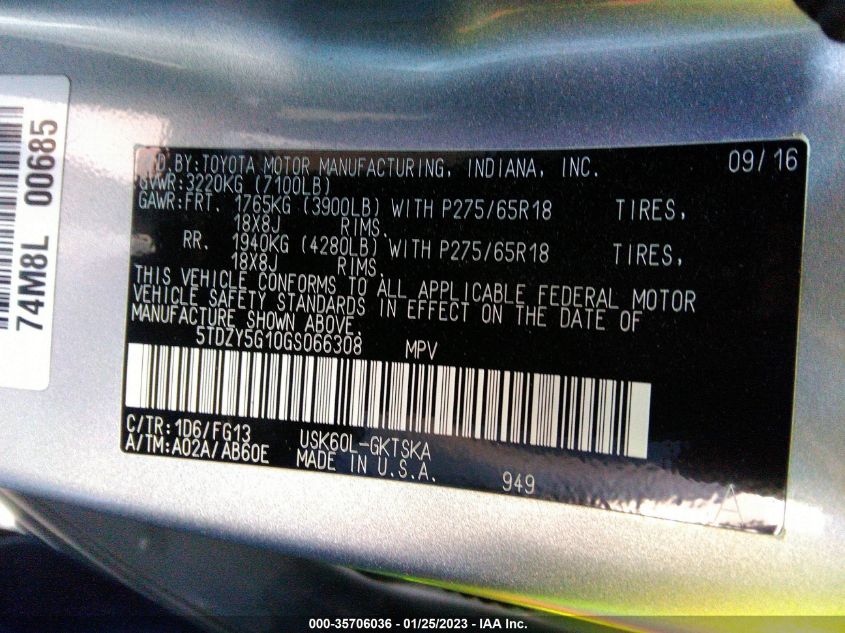 74M8L 00685
MFD.BY:TOYOTA MOTOR MANUFACTURING, INDIANA, INC. 09/16
GVWR:3220KG (7100LB)
GAWR:FRT. 1765KG (3900LB) WITH P275/65R18 TIRES,
18X8J RIMS.
RR. 1940KG (4280LB) WITH P275/65R18 TIRES,
18X8J RIMS.
THIS VEHICLE CONFORMS TO ALL APPLICABLE FEDERAL MOTOR
VEHICLE SAFETY STANDARDS IN EFFECT ON THE DATE OF
MANUFACTURE SHOWN ABOVE.
5TDZY5G10GS066308 MPV
C/TR:1D6/FG13 USK60L-GKTSKA
A/TM:A02A/AB60E MADE IN U.S.A. 949
A
000-35706036 - 01/25/2023 - IAA Inc.